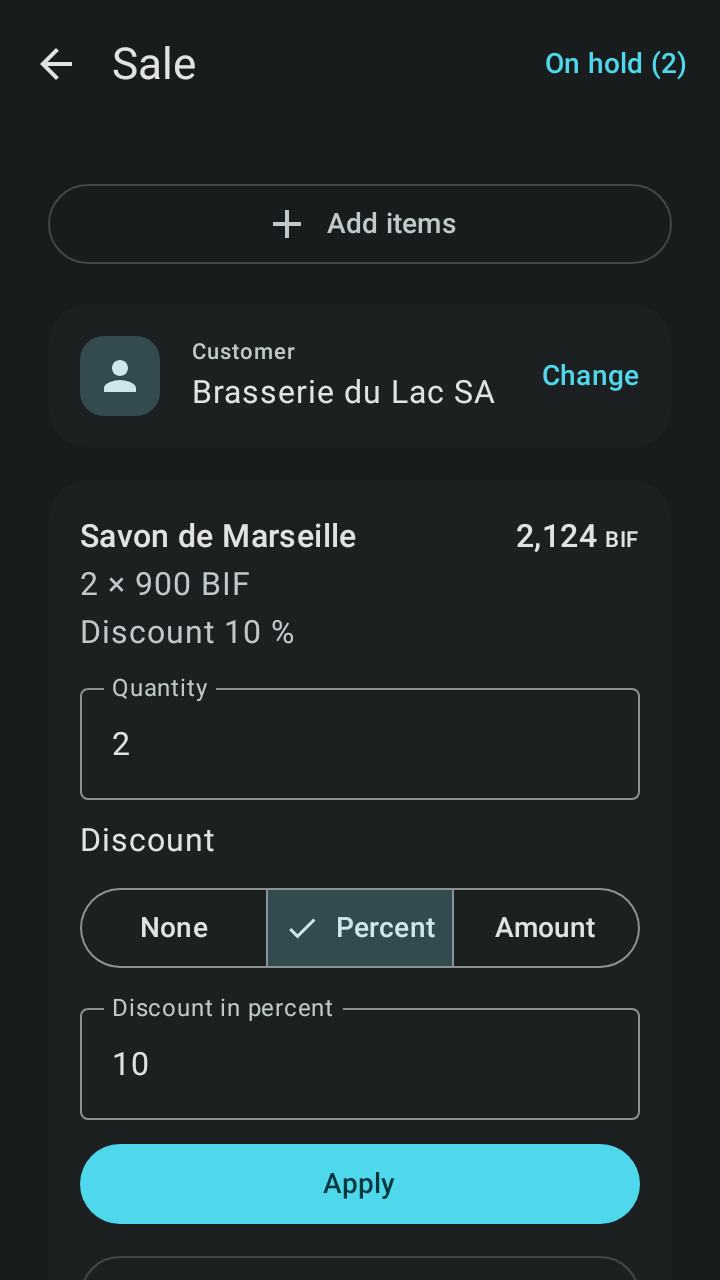 Sale
On hold (2)
Add items
Customer
Brasserie du Lac SA
Change
Savon de Marseille
2,124 BIF
2 × 900 BIF
Discount 10 %
Quantity
2
Discount
None
Percent
Amount
Discount in percent
10
Apply